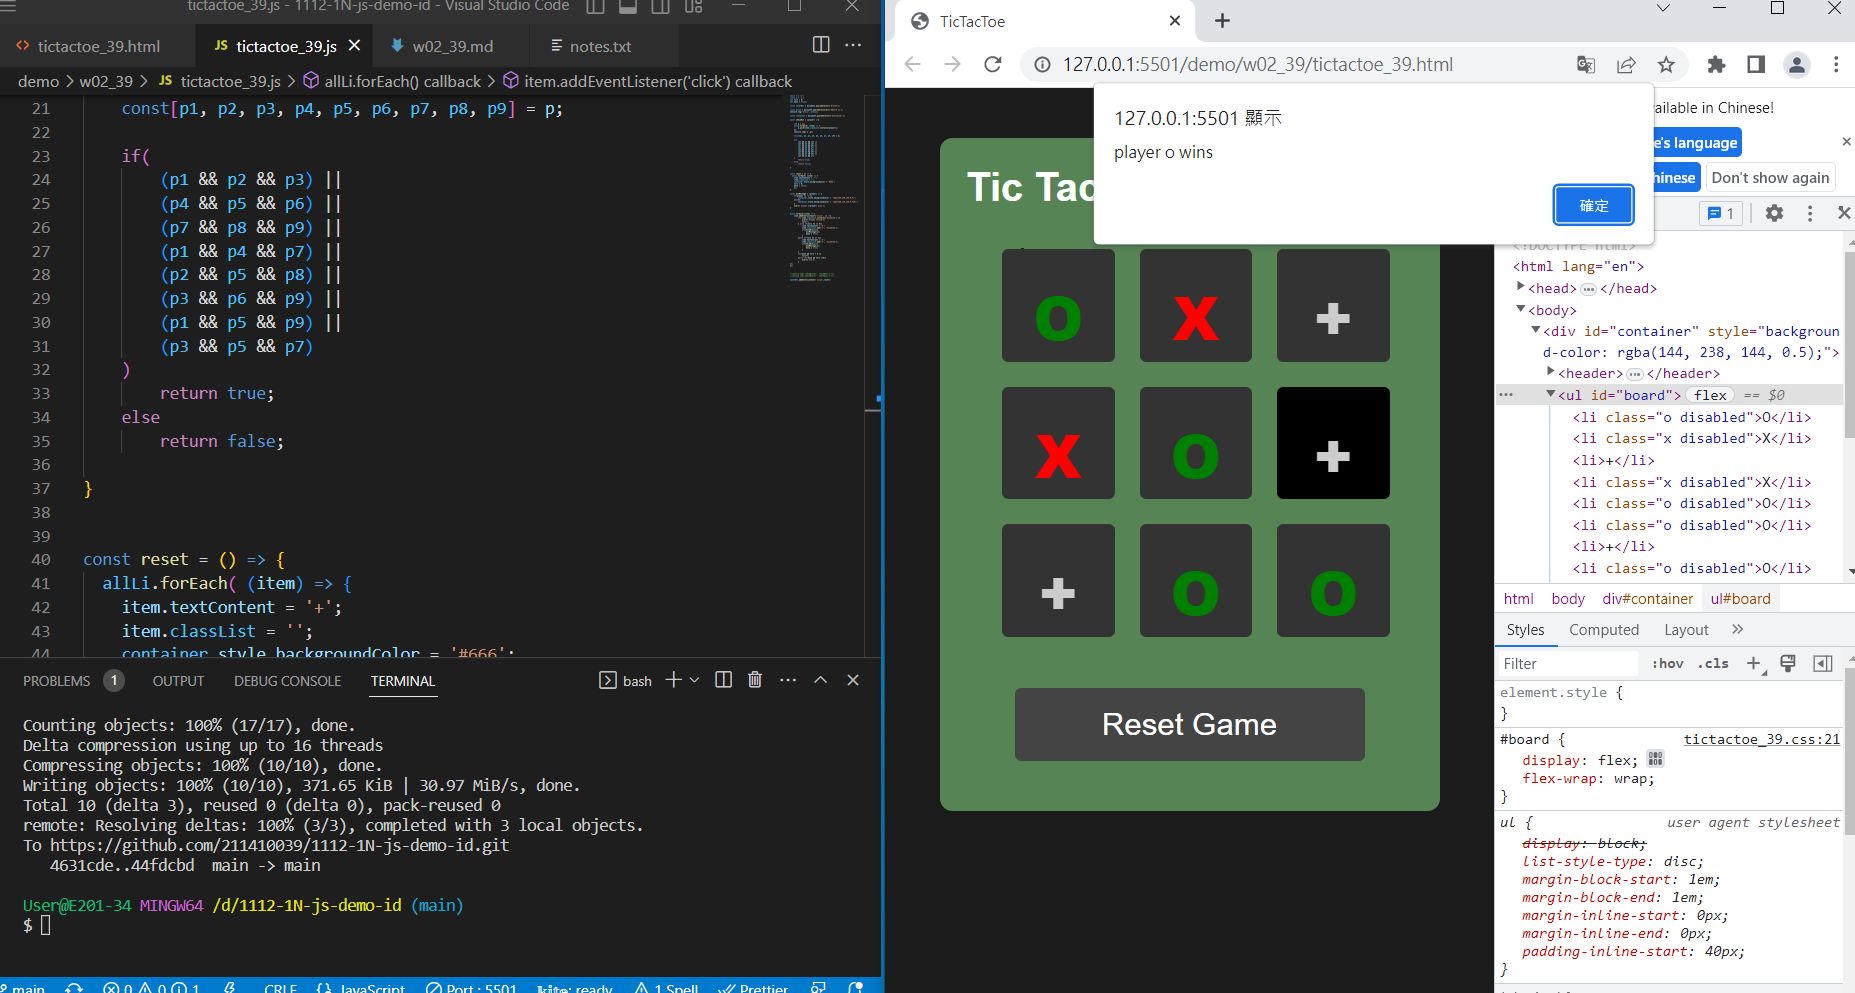 tictactoe_39.js - 1112-1N-js-demo-id - Visual Studio Code
tictactoe_39.html
JS tictactoe_39.js
w02_39.md
notes.txt
demo > w02_39 > JS tictactoe_39.js > allLi.forEach() callback > item.addEventListener('click') callback
21 const[p1, p2, p3, p4, p5, p6, p7, p8, p9] = p;
22
23 if(
24 (p1 && p2 && p3) ||
25 (p4 && p5 && p6) ||
26 (p7 && p8 && p9) ||
27 (p1 && p4 && p7) ||
28 (p2 && p5 && p8) ||
29 (p3 && p6 && p9) ||
30 (p1 && p5 && p9) ||
31 (p3 && p5 && p7)
32 )
33 return true;
34 else
35 return false;
36
37 }
38
39
40 const reset = () => {
41 allLi.forEach( (item) => {
42 item.textContent = '+';
43 item.classList = '';
44 container.style.backgroundColor = '#666';
PROBLEMS 1 OUTPUT DEBUG CONSOLE TERMINAL
bash
Counting objects: 100% (17/17), done.
Delta compression using up to 16 threads
Compressing objects: 100% (10/10), done.
Writing objects: 100% (10/10), 371.65 KiB | 30.97 MiB/s, done.
Total 10 (delta 3), reused 0 (delta 0), pack-reused 0
remote: Resolving deltas: 100% (3/3), completed with 3 local objects.
To https://github.com/211410039/1112-1N-js-demo-id.git
4631cde..44fdcbd main -> main
User@E201-34 MINGW64 /d/1112-1N-js-demo-id (main)
$
main 0 0 1 CRLF {} JavaScript Port : 5501 kite: ready 1 Spell Prettier
TicTacToe
127.0.0.1:5501/demo/w02_39/tictactoe_39.html
127.0.0.1:5501 顯示
player o wins
確定
ailable in Chinese!
e's language
hinese
Don't show again
1
Tic Tac
o x +
x o +
+ o o
Reset Game
<!DOCTYPE html>
<html lang="en">
<head> ... </head>
<body>
<div id="container" style="backgroun
d-color: rgba(144, 238, 144, 0.5);">
<header> ... </header>
... <ul id="board"> flex == $0
<li class="o disabled">O</li>
<li class="x disabled">X</li>
<li>+</li>
<li class="x disabled">X</li>
<li class="o disabled">O</li>
<li class="o disabled">O</li>
<li>+</li>
<li class="o disabled">O</li>
html body div#container ul#board
Styles Computed Layout »
Filter :hov .cls +
element.style {
}
#board { tictactoe_39.css:21
display: flex;
flex-wrap: wrap;
}
ul { user agent stylesheet
display: block;
list-style-type: disc;
margin-block-start: 1em;
margin-block-end: 1em;
margin-inline-start: 0px;
margin-inline-end: 0px;
padding-inline-start: 40px;
}